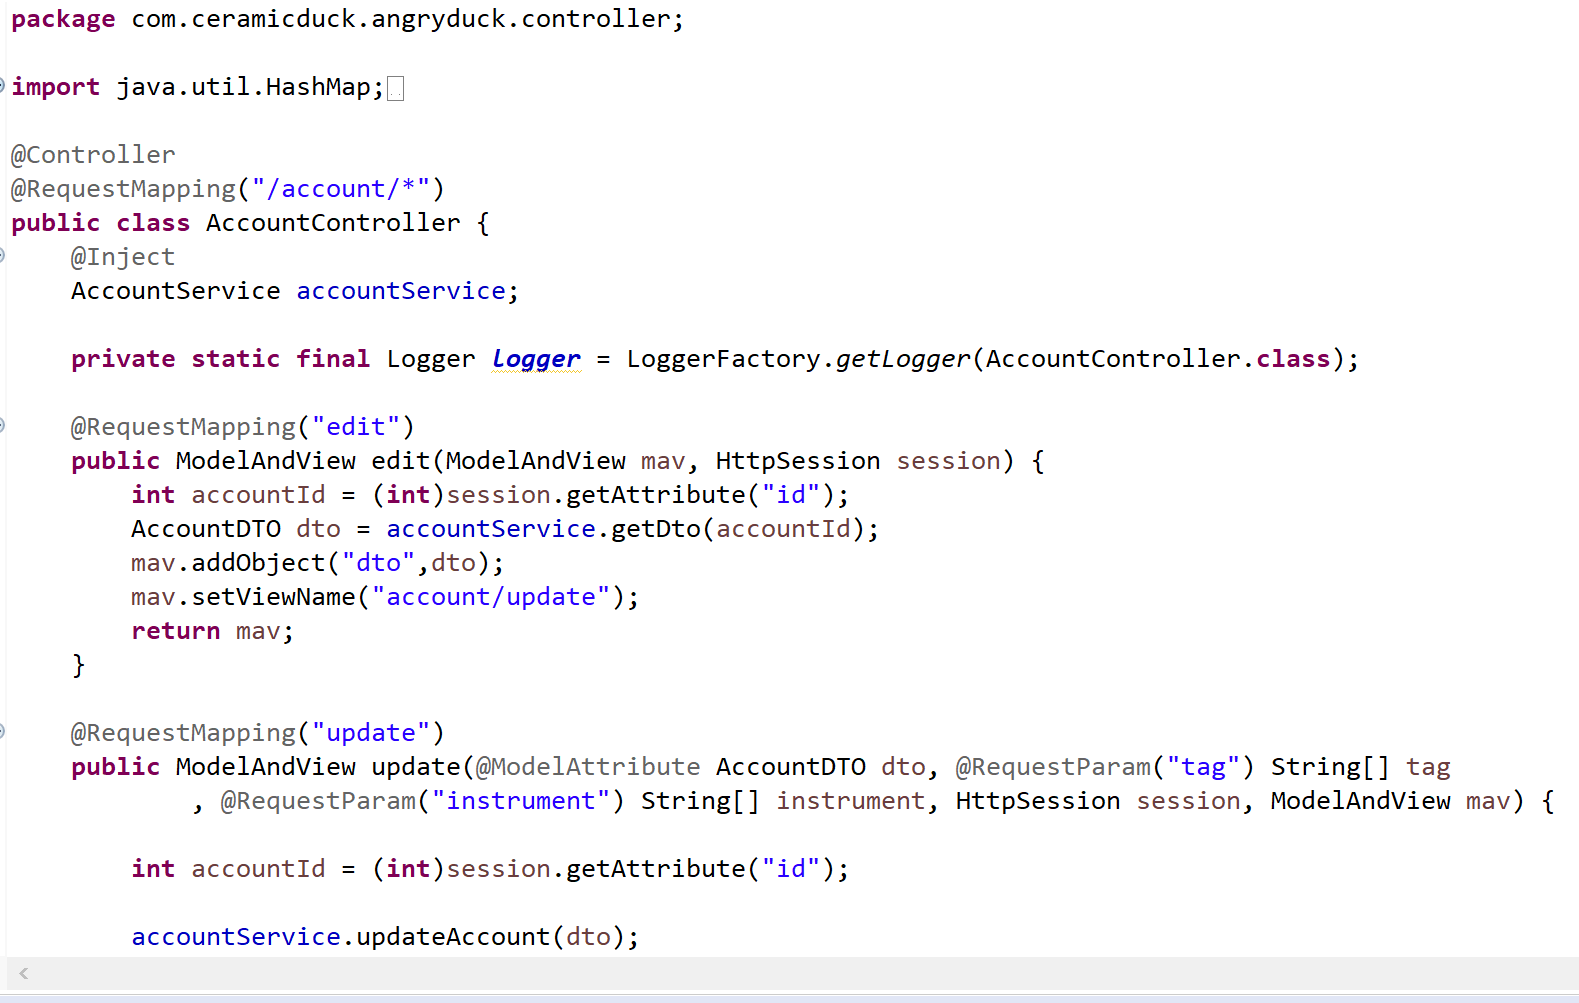 package com.ceramicduck.angryduck.controller;
import java.util.HashMap;
@Controller
@RequestMapping("/account/*")
public class AccountController {
@Inject
AccountService accountService;
private static final Logger logger = LoggerFactory.getLogger(AccountController.class);
@RequestMapping("edit")
public ModelAndView edit(ModelAndView mav, HttpSession session) {
int accountId = (int)session.getAttribute("id");
AccountDTO dto = accountService.getDto(accountId);
mav.addObject("dto",dto);
mav.setViewName("account/update");
return mav;
}
@RequestMapping("update")
public ModelAndView update(@ModelAttribute AccountDTO dto, @RequestParam("tag") String[] tag
, @RequestParam("instrument") String[] instrument, HttpSession session, ModelAndView mav) {
int accountId = (int)session.getAttribute("id");
accountService.updateAccount(dto);